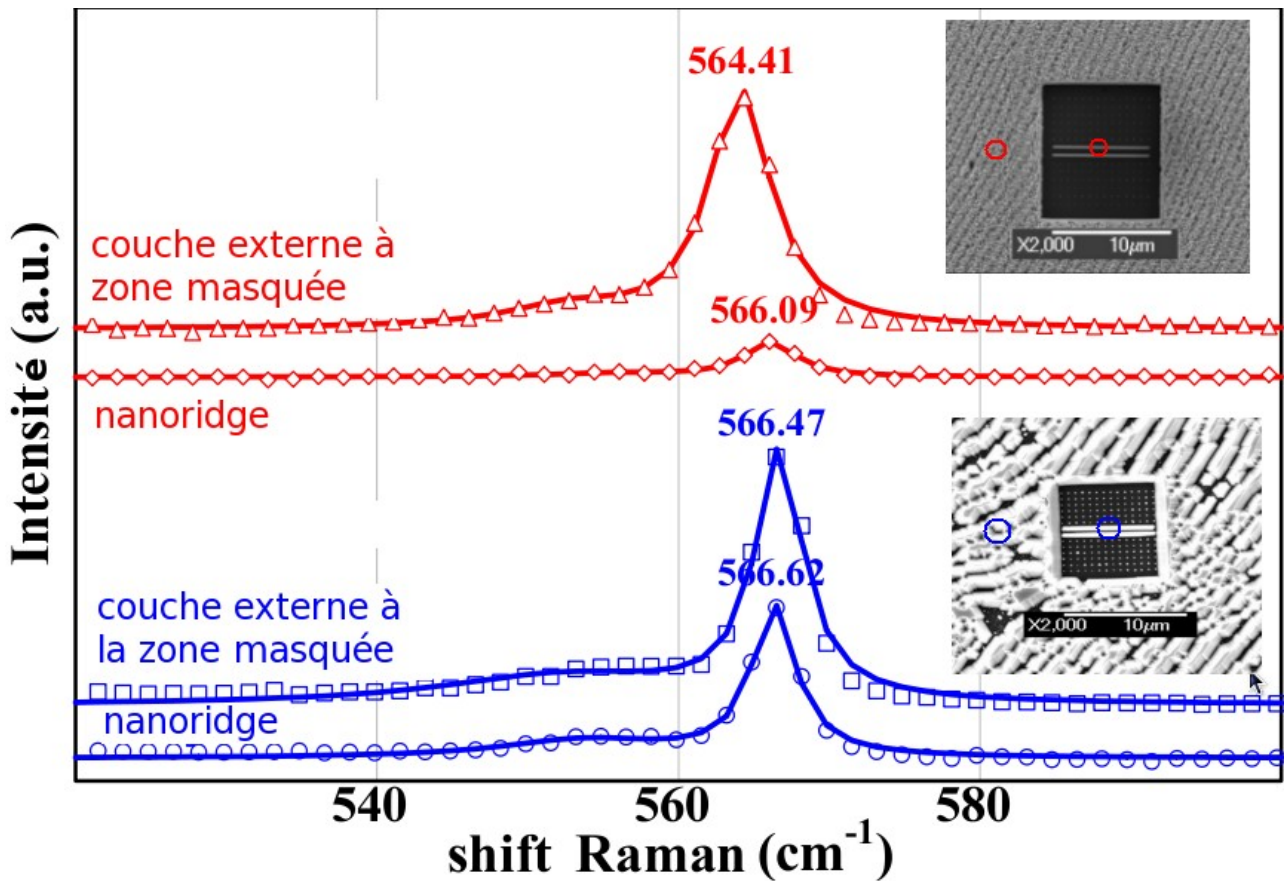 564.41
couche externe à
zone masquée
X2,000 10µm
566.09
nanoridge
566.47
566.62
couche externe à
la zone masquée
X2,000 10µm
nanoridge
Intensité (a.u.)
540 560 580
shift Raman (cm⁻¹)